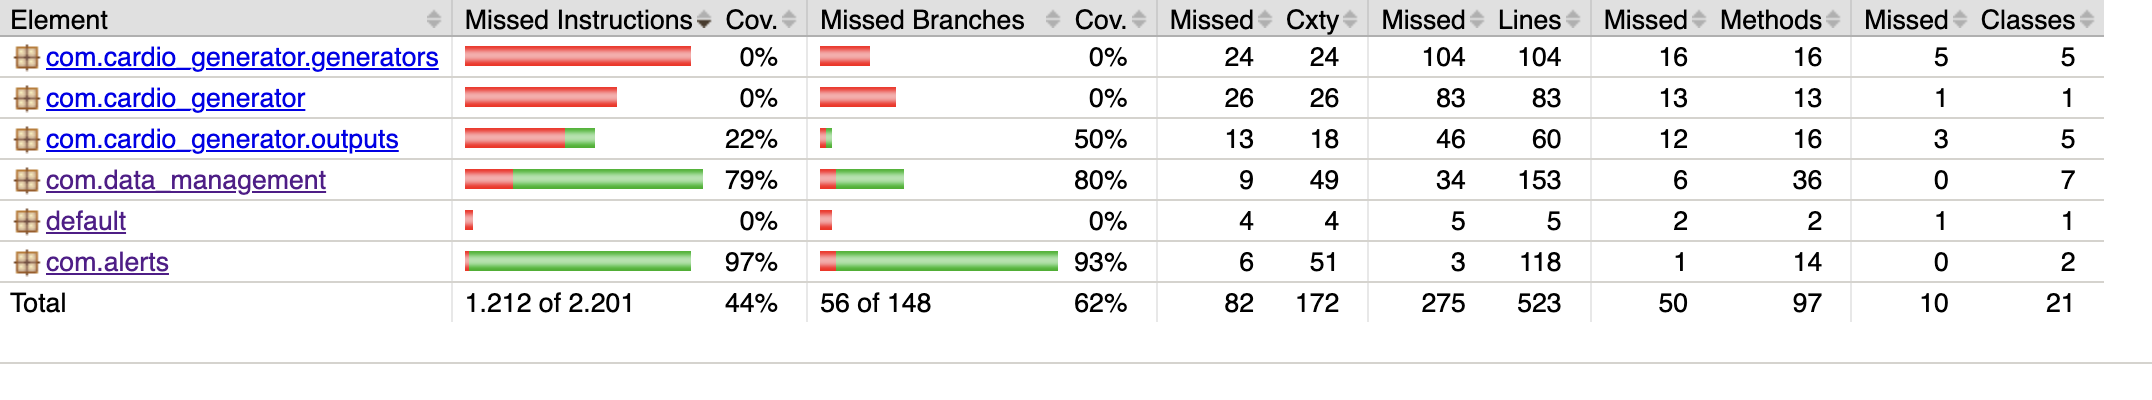 Element Missed Instructions Cov. Missed Branches Cov. Missed Cxty Missed Lines Missed Methods Missed Classes
com.cardio_generator.generators 0% 0% 24 24 104 104 16 16 5 5
com.cardio_generator 0% 0% 26 26 83 83 13 13 1 1
com.cardio_generator.outputs 22% 50% 13 18 46 60 12 16 3 5
com.data_management 79% 80% 9 49 34 153 6 36 0 7
default 0% 0% 4 4 5 5 2 2 1 1
com.alerts 97% 93% 6 51 3 118 1 14 0 2
Total 1.212 of 2.201 44% 56 of 148 62% 82 172 275 523 50 97 10 21